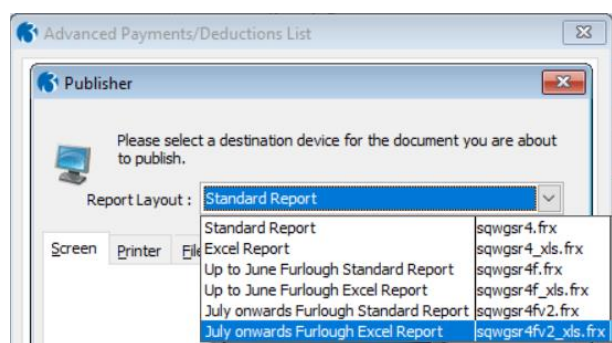 Advanced Payments/Deductions List
Publisher
Please select a destination device for the document you are about
to publish.
Report Layout : Standard Report
Standard Report sqwgsr4.frx
Excel Report sqwgsr4_xls.frx
Up to June Furlough Standard Report sqwgsr4f.frx
Up to June Furlough Excel Report sqwgsr4f_xls.frx
July onwards Furlough Standard Report sqwgsr4fv2.frx
July onwards Furlough Excel Report sqwgsr4fv2_xls.frx
Screen Printer File